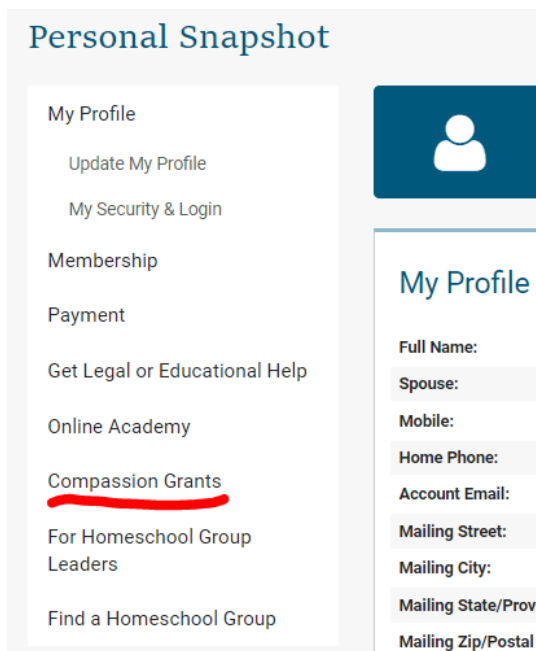 Personal Snapshot
My Profile
Update My Profile
My Security & Login
Membership
Payment
Get Legal or Educational Help
Online Academy
Compassion Grants
For Homeschool Group
Leaders
Find a Homeschool Group
My Profile
Full Name:
Spouse:
Mobile:
Home Phone:
Account Email:
Mailing Street:
Mailing City:
Mailing State/Prov
Mailing Zip/Postal